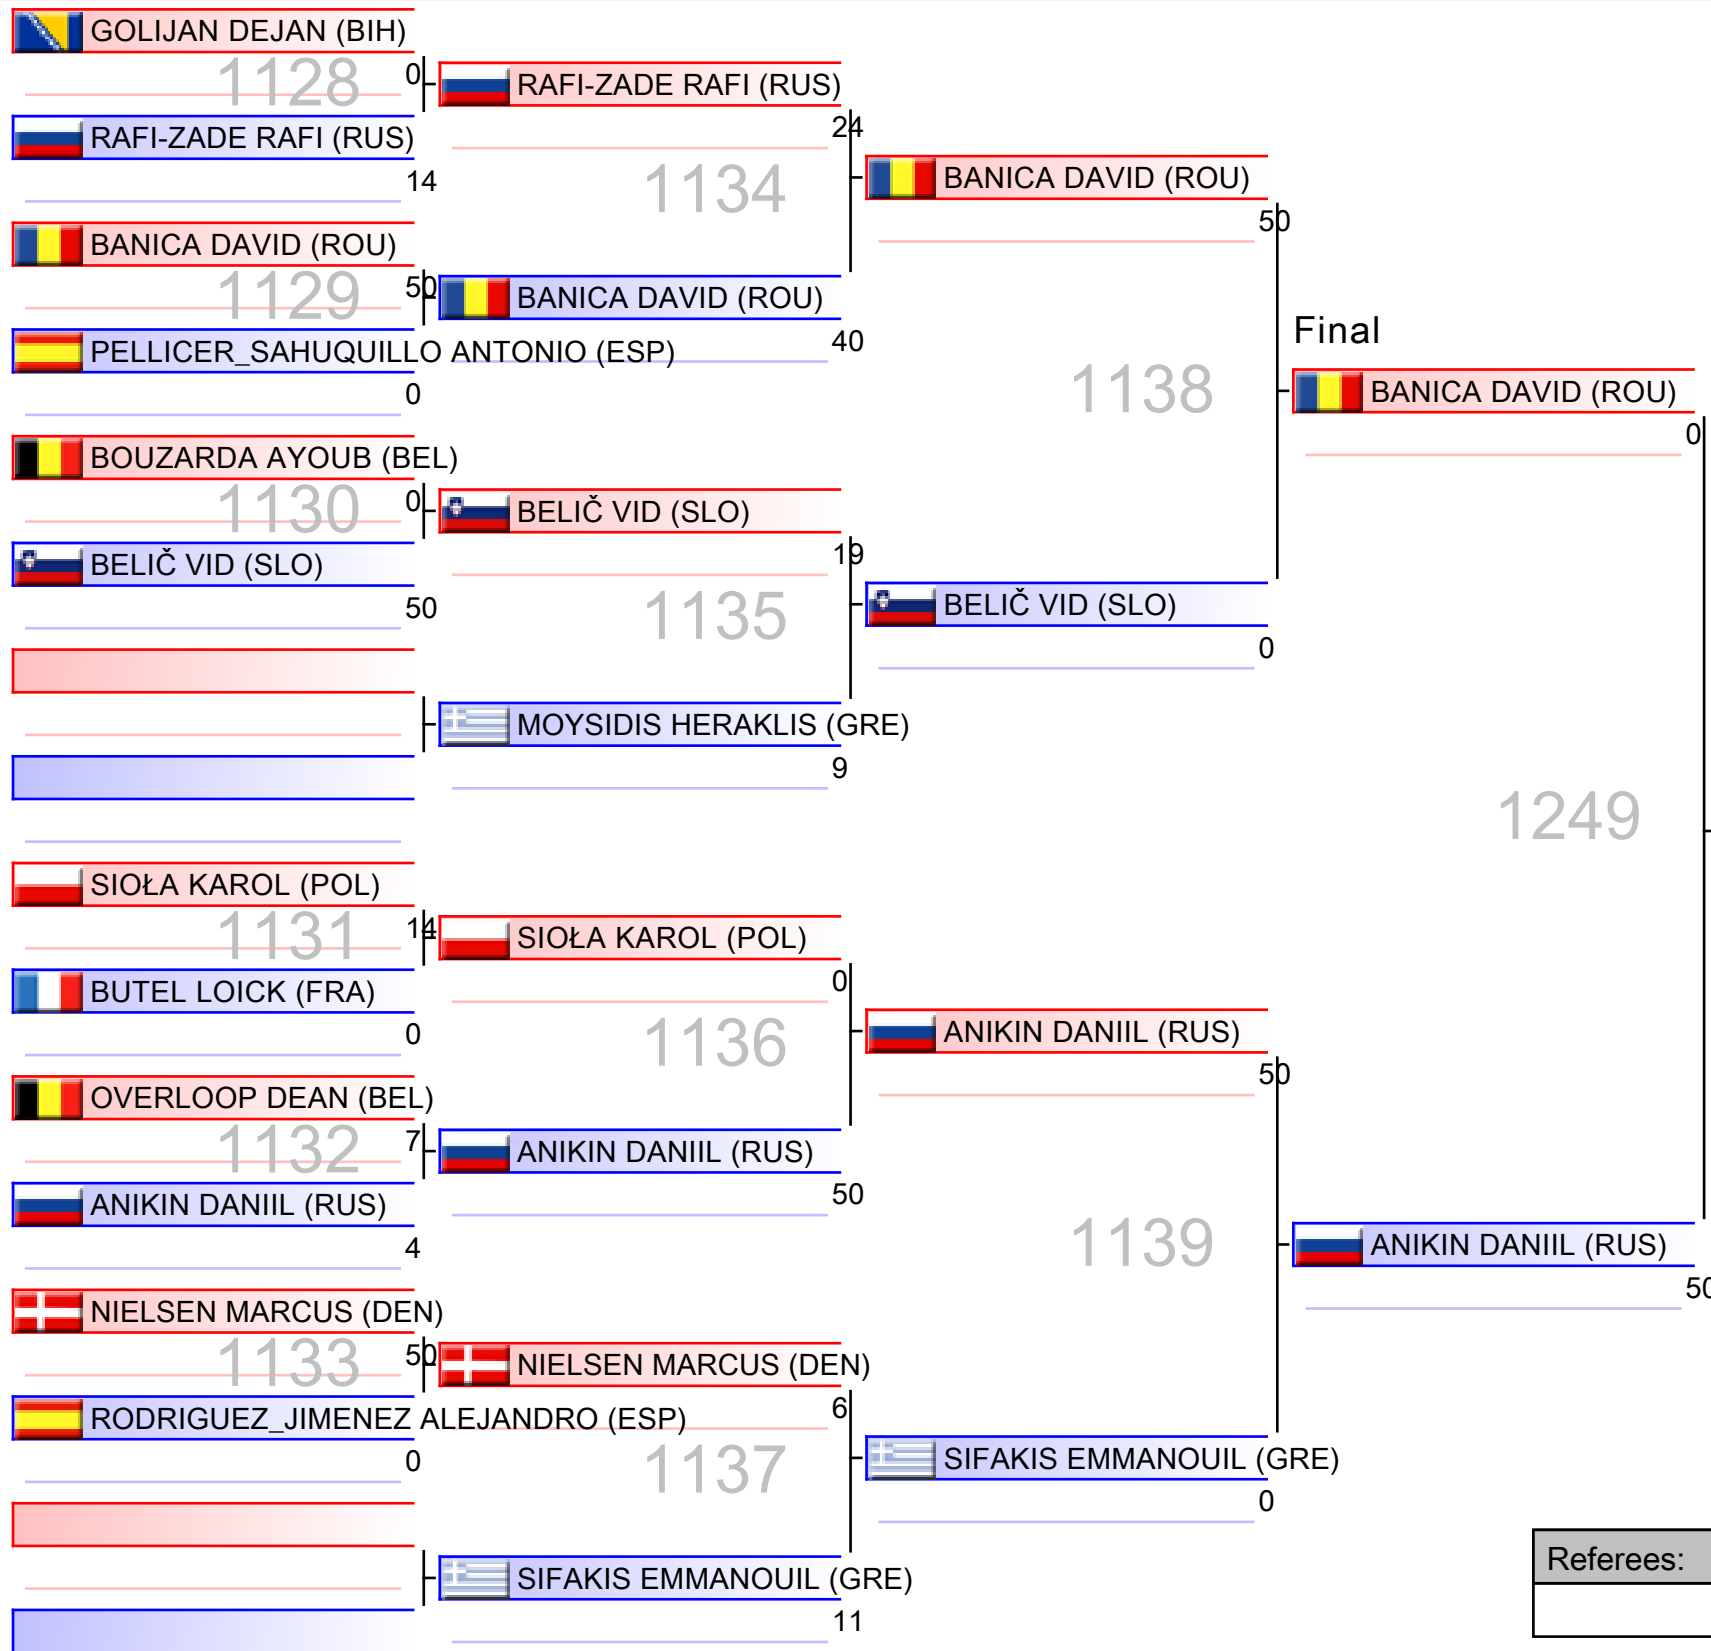 GOLIJAN DEJAN (BIH)
1128
0
RAFI-ZADE RAFI (RUS)
14
BANICA DAVID (ROU)
1129
50
PELLICER_SAHUQUILLO ANTONIO (ESP)
0
BOUZARDA AYOUB (BEL)
1130
0
BELIČ VID (SLO)
50
SIOŁA KAROL (POL)
1131
14
BUTEL LOICK (FRA)
0
OVERLOOP DEAN (BEL)
1132
7
ANIKIN DANIIL (RUS)
4
NIELSEN MARCUS (DEN)
1133
50
RODRIGUEZ_JIMENEZ ALEJANDRO (ESP)
0
RAFI-ZADE RAFI (RUS)
24
1134
BANICA DAVID (ROU)
40
BELIČ VID (SLO)
19
1135
MOYSIDIS HERAKLIS (GRE)
9
SIOŁA KAROL (POL)
0
1136
ANIKIN DANIIL (RUS)
50
NIELSEN MARCUS (DEN)
6
1137
SIFAKIS EMMANOUIL (GRE)
11
BANICA DAVID (ROU)
50
1138
BELIČ VID (SLO)
0
ANIKIN DANIIL (RUS)
50
1139
SIFAKIS EMMANOUIL (GRE)
0
Final
BANICA DAVID (ROU)
0
1249
ANIKIN DANIIL (RUS)
50
Referees: